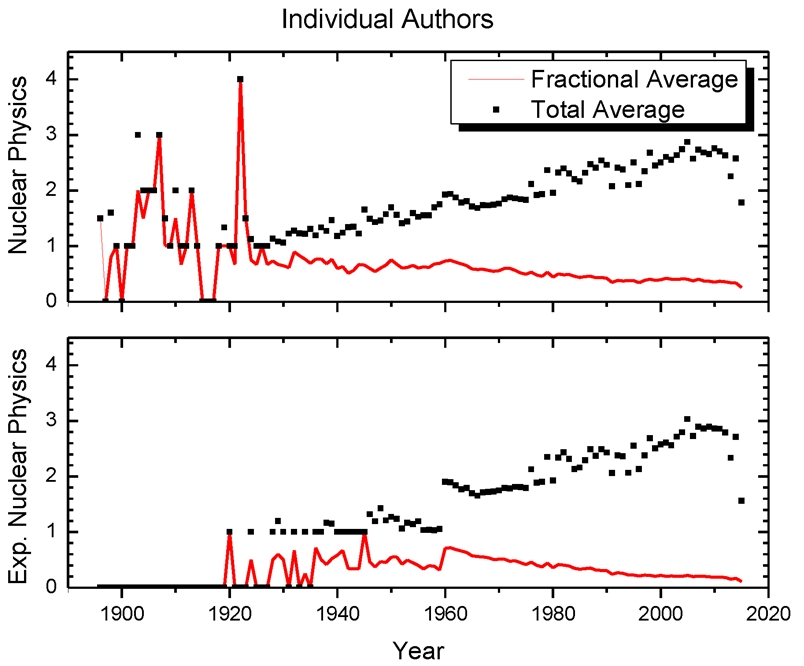 Individual Authors
Nuclear Physics
4
3
2
1
0
Fractional Average
Total Average
Exp. Nuclear Physics
4
3
2
1
0
1900 1920 1940 1960 1980 2000 2020
Year